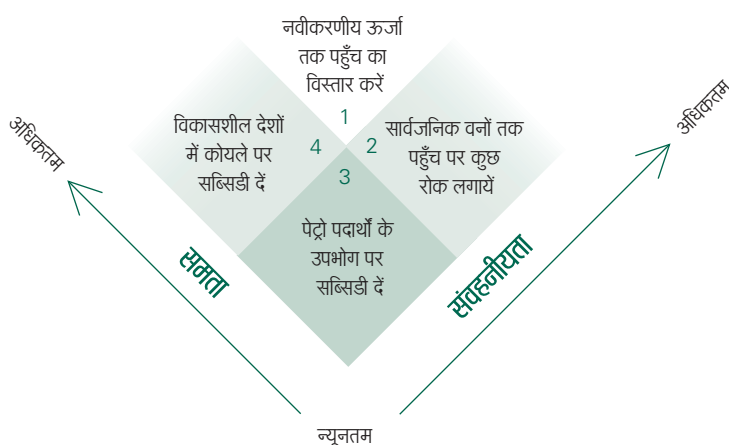 नवीकरणीय ऊर्जा
तक पहुँच का
विस्तार करें
1
अधिकतम
अधिकतम
विकासशील देशों
में कोयले पर
सब्सिडी दें
4
2
सार्वजनिक वनों तक
पहुँच पर कुछ
रोक लगायें
3
पेट्रो पदार्थों के
उपभोग पर
सब्सिडी दें
समता
संवहनीयता
न्यूनतम